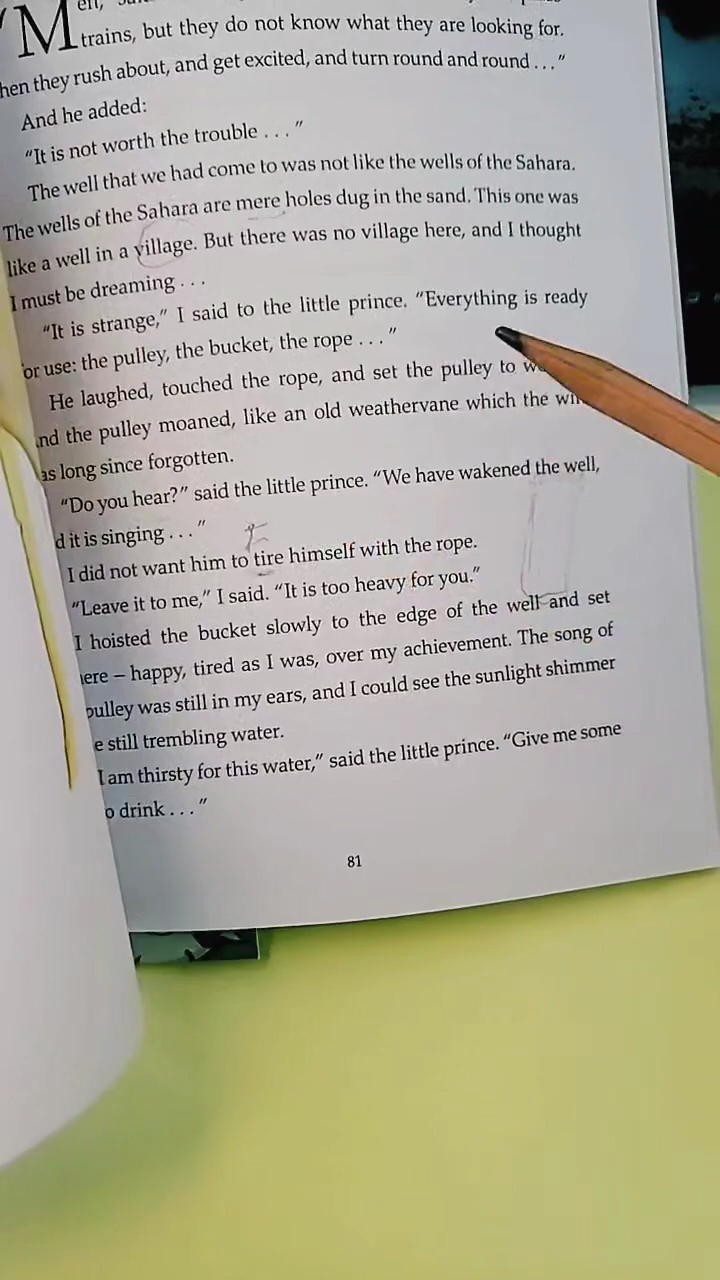 "M
trains, but they do not know what they are looking for.
hen they rush about, and get excited, and turn round and round . . ."
And he added:
"It is not worth the trouble . . ."
The well that we had come to was not like the wells of the Sahara.
The wells of the Sahara are mere holes dug in the sand. This one was
like a well in a village. But there was no village here, and I thought
I must be dreaming . . .
"It is strange," I said to the little prince. "Everything is ready
or use: the pulley, the bucket, the rope . . ."
He laughed, touched the rope, and set the pulley to
nd the pulley moaned, like an old weathervane which the
as long since forgotten.
"Do you hear?" said the little prince. "We have wakened the well,
d it is singing . . ."
I did not want him to tire himself with the rope.
"Leave it to me," I said. "It is too heavy for you."
I hoisted the bucket slowly to the edge of the well and set
ere – happy, tired as I was, over my achievement. The song of
pulley was still in my ears, and I could see the sunlight shimmer
e still trembling water.
I am thirsty for this water," said the little prince. "Give me some
o drink . . ."
81